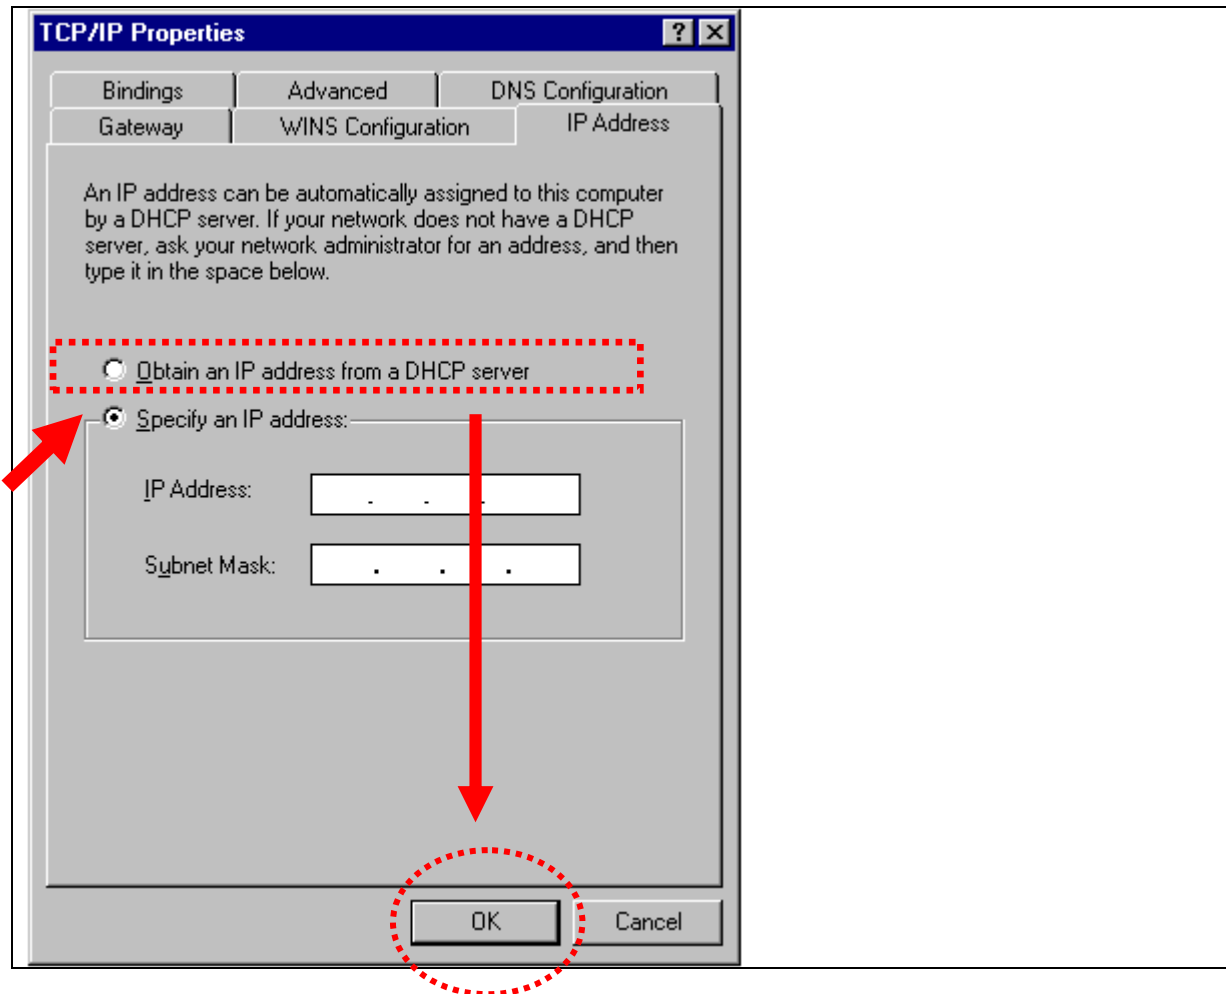 TCP/IP Properties
Bindings Advanced DNS Configuration
Gateway WINS Configuration IP Address
An IP address can be automatically assigned to this computer
by a DHCP server. If your network does not have a DHCP
server, ask your network administrator for an address, and then
type it in the space below.
Obtain an IP address from a DHCP server
Specify an IP address:
IP Address: . . .
Subnet Mask: . . .
OK Cancel